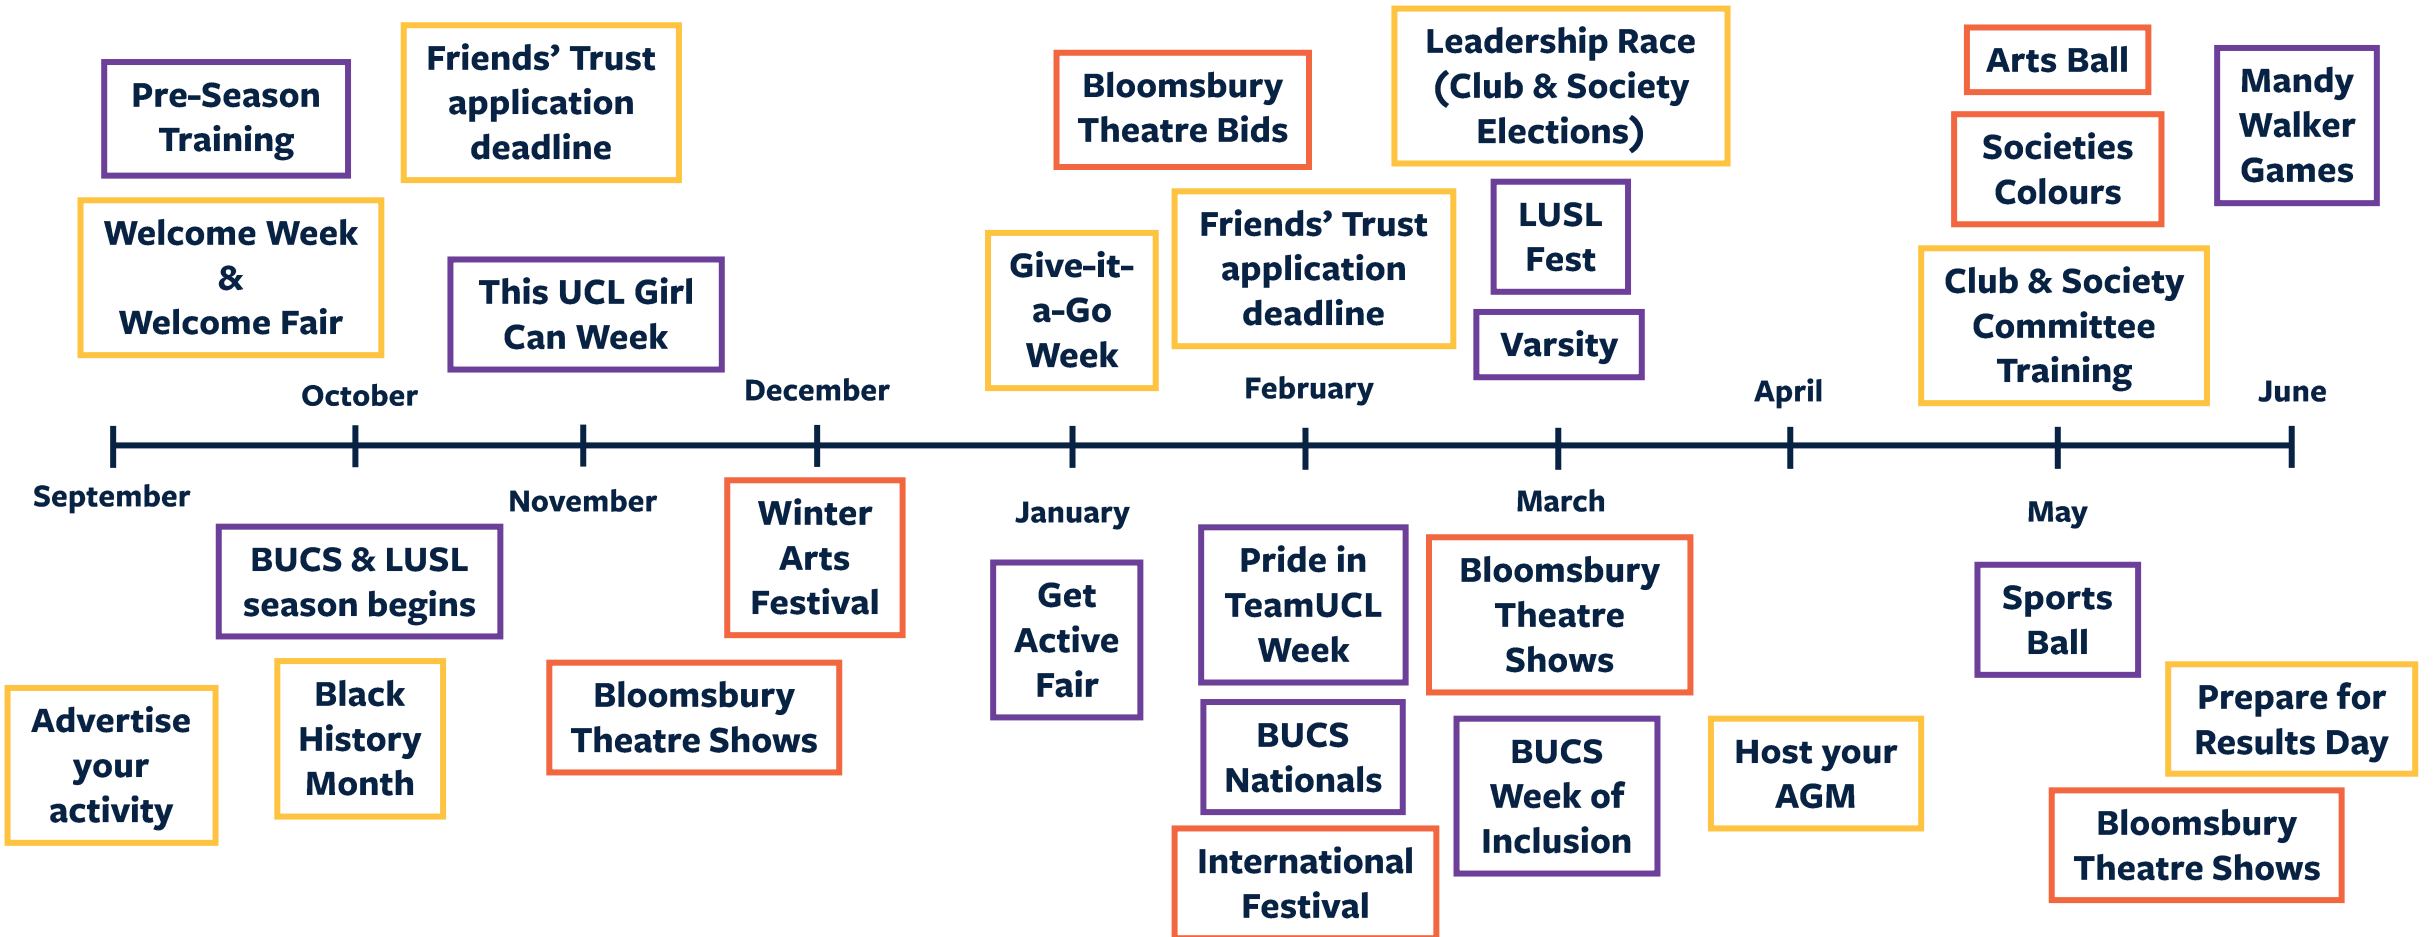 Pre-Season
Training
Friends’ Trust
application
deadline
Welcome Week
&
Welcome Fair
This UCL Girl
Can Week
Bloomsbury
Theatre Bids
Leadership Race
(Club & Society
Elections)
Give-it-
a-Go
Week
Friends’ Trust
application
deadline
LUSL
Fest
Varsity
Arts Ball
Societies
Colours
Club & Society
Committee
Training
Mandy
Walker
Games
September
October
November
December
January
February
March
April
May
June
Advertise
your
activity
BUCS & LUSL
season begins
Black
History
Month
Bloomsbury
Theatre Shows
Winter
Arts
Festival
Get
Active
Fair
Pride in
TeamUCL
Week
BUCS
Nationals
International
Festival
Bloomsbury
Theatre
Shows
BUCS
Week of
Inclusion
Host your
AGM
Sports
Ball
Prepare for
Results Day
Bloomsbury
Theatre Shows